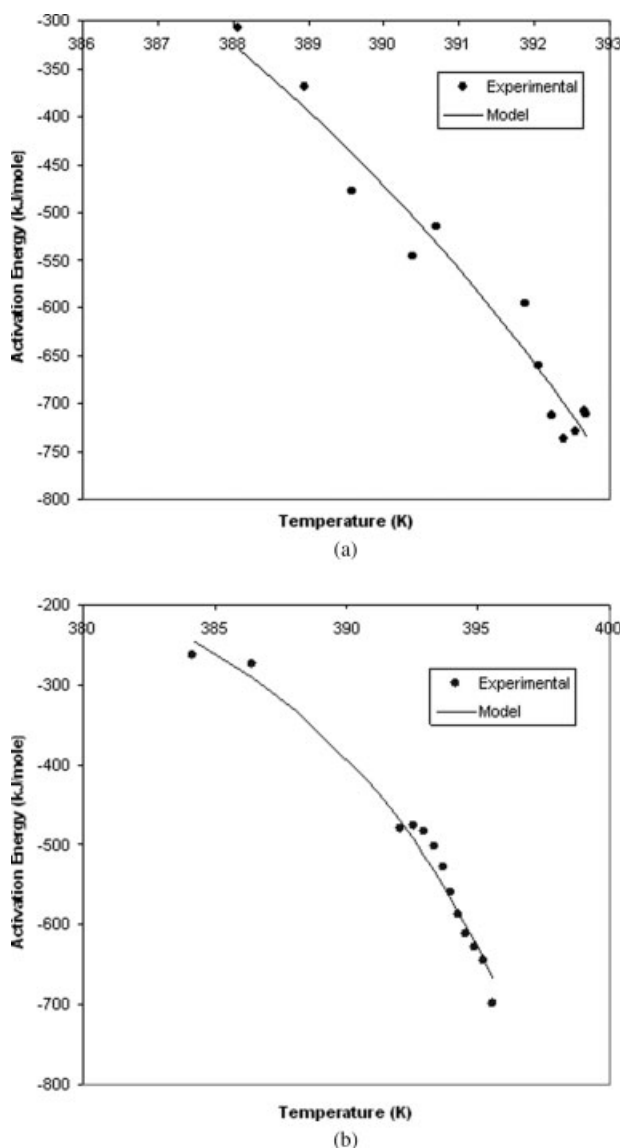 -300
386 387 388 389 390 391 392 393
-350
-400
-450
-500
-550
-600
-650
-700
-750
-800
Activation Energy (kJ/mole)
Experimental
Model
Temperature (K)
(a)
-200
380 385 390 395 400
-300
-400
-500
-600
-700
-800
Activation Energy (kJ/mole)
Experimental
Model
Temperature (K)
(b)